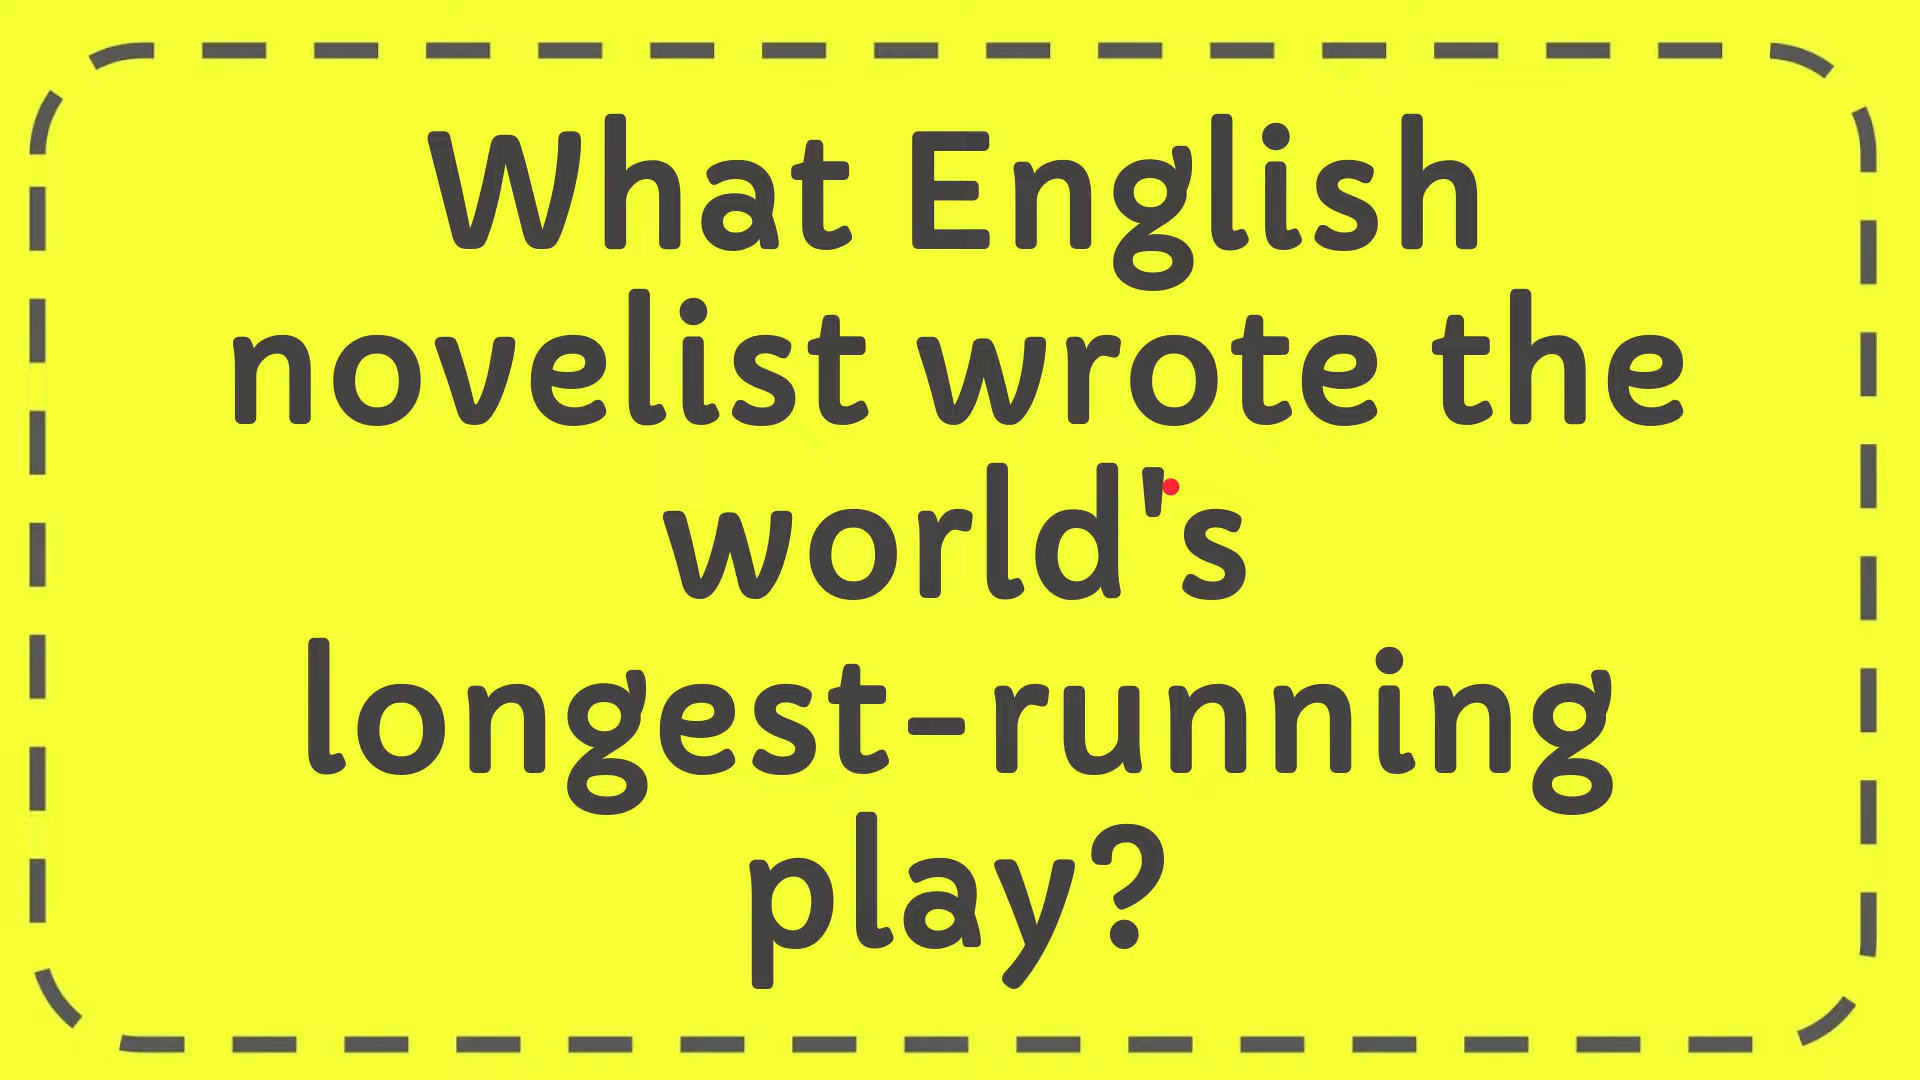 What English
novelist wrote the
world's
longest-running
play?